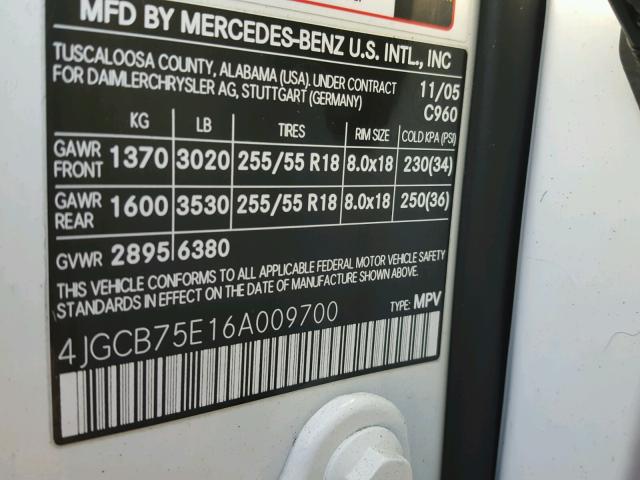 MFD BY MERCEDES-BENZ U.S. INTL., INC
TUSCALOOSA COUNTY, ALABAMA (USA). UNDER CONTRACT 11/05
FOR DAIMLERCHRYSLER AG, STUTTGART (GERMANY) C960
KG LB TIRES RIM SIZE COLD KPA (PSI)
GAWR FRONT 1370 3020 255/55 R18 8.0x18 230(34)
GAWR REAR 1600 3530 255/55 R18 8.0x18 250(36)
GVWR 2895 6380
THIS VEHICLE CONFORMS TO ALL APPLICABLE FEDERAL MOTOR VEHICLE SAFETY
STANDARDS IN EFFECT ON THE DATE OF MANUFACTURE SHOWN ABOVE.
4JGCB75E16A009700 TYPE: MPV